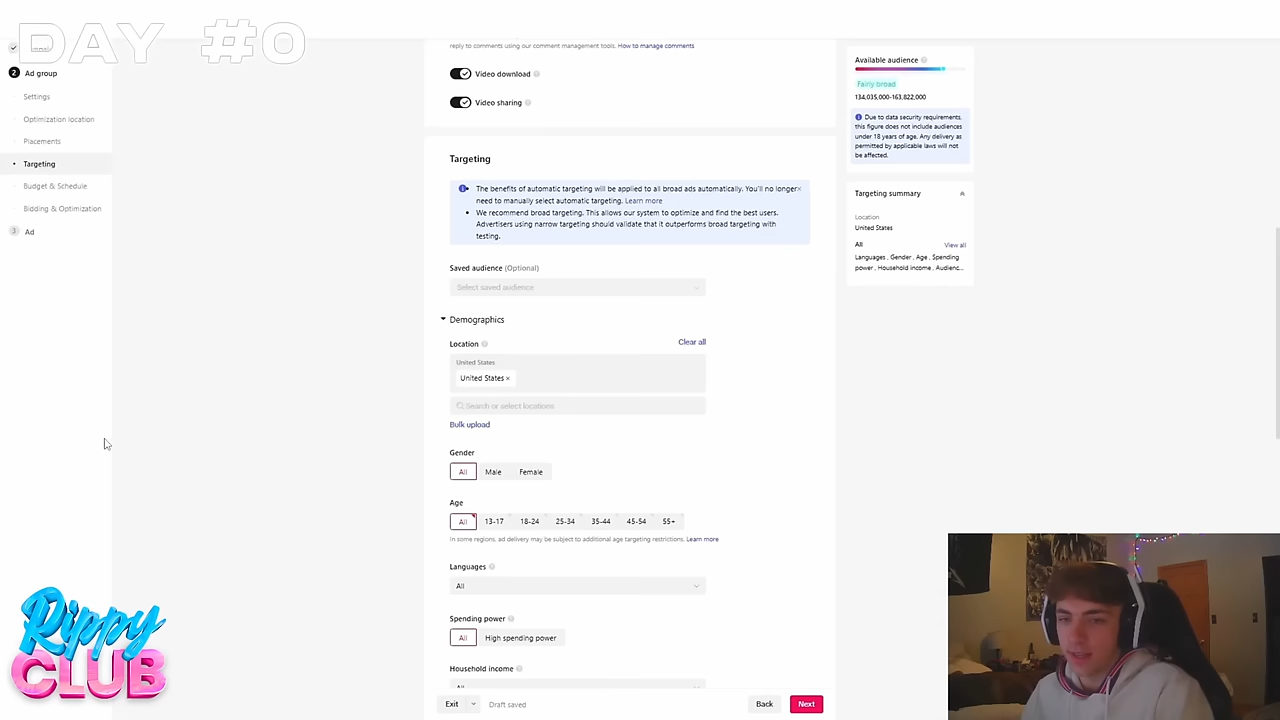 DAY #0
2 Ad group
Settings
Optimization location
Placements
Targeting
Budget & Schedule
Bidding & Optimization
3 Ad
reply to comments using our comment management tools. How to manage comments
Video download
Video sharing
Targeting
The benefits of automatic targeting will be applied to all broad ads automatically. You'll no longer
need to manually select automatic targeting. Learn more
We recommend broad targeting. This allows our system to optimize and find the best users.
Advertisers using narrow targeting should validate that it outperforms broad targeting with
testing.
Saved audience (Optional)
Select saved audience
Demographics
Location
Clear all
United States
United States ×
Search or select locations
Bulk upload
Gender
All Male Female
Age
All 13-17 18-24 25-34 35-44 45-54 55+
In some regions, ad delivery may be subject to additional age targeting restrictions. Learn more
Languages
All
Spending power
All High spending power
Household income
All
Exit
Draft saved
Back
Next
Available audience
Fairly broad
134,035,000-163,822,000
Due to data security requirements,
this figure does not include audiences
under 18 years of age. Any delivery as
permitted by applicable laws will not
be affected.
Targeting summary
Location
United States
All
View all
Languages , Gender , Age , Spending
power , Household income , Audienc...
Rippy
CLUB